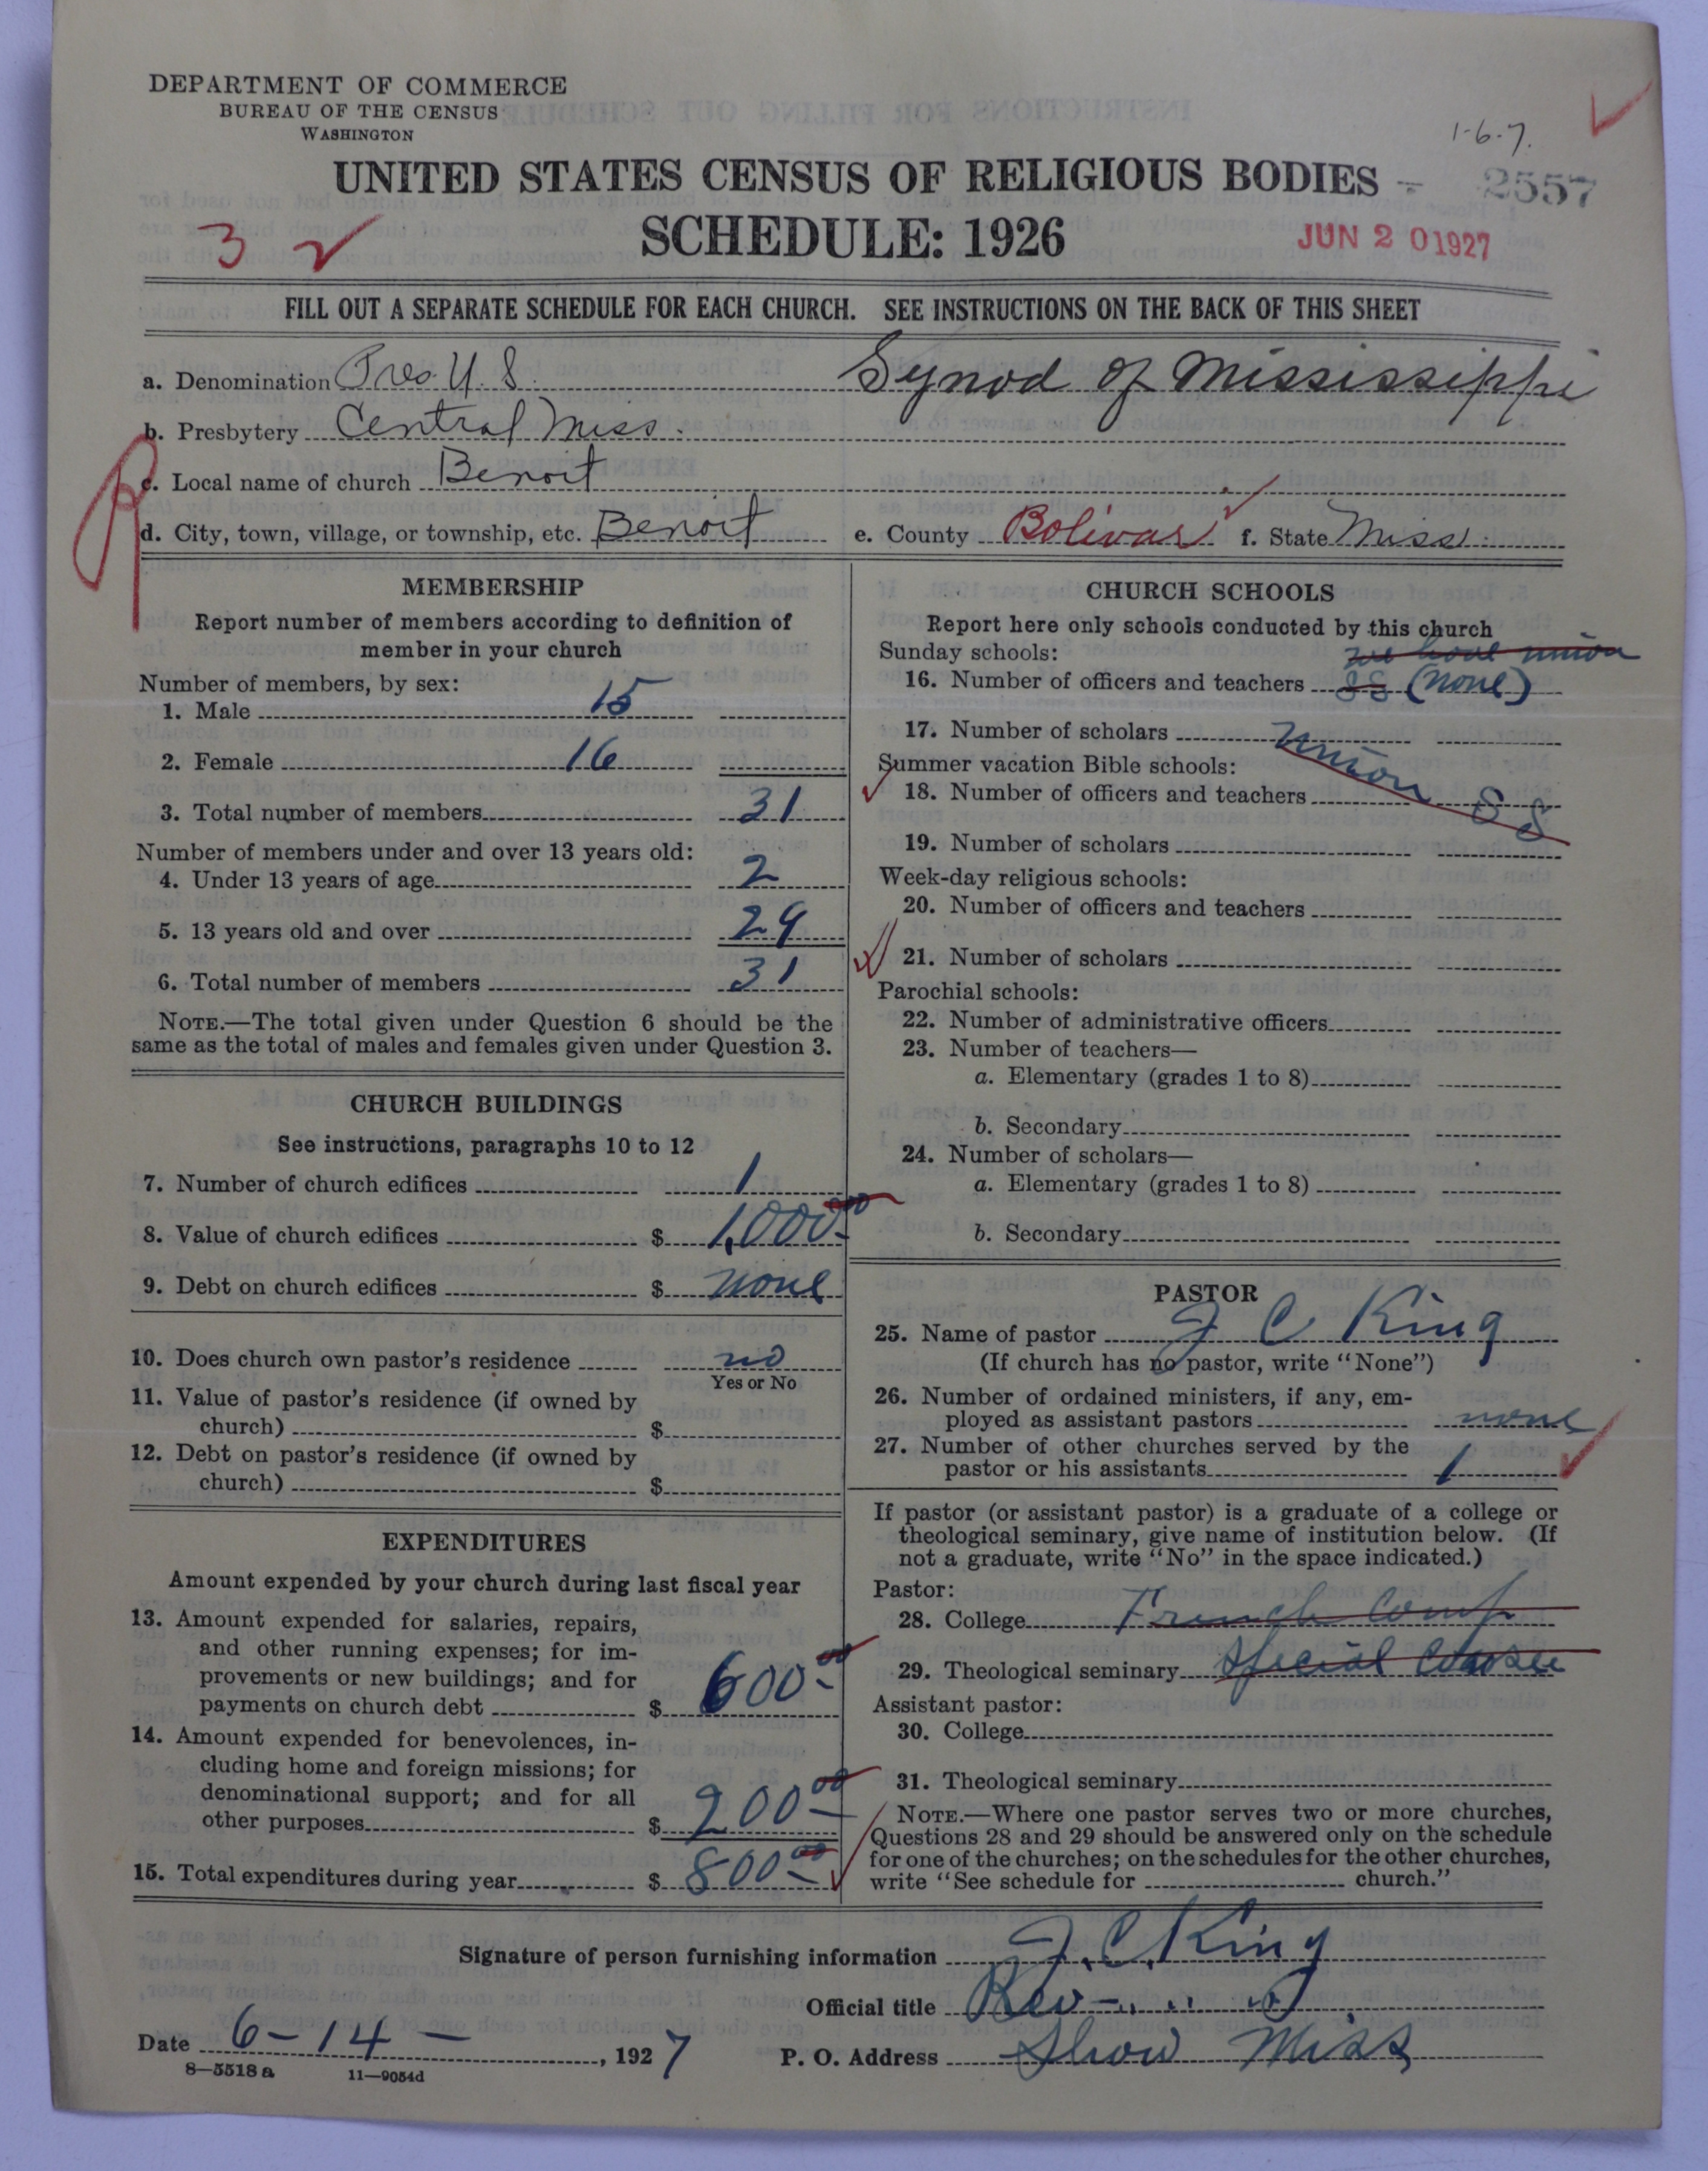 DEPARTMENT OF COMMERCE
BUREAU OF THE CENSUS
WASHINGTON
1-6-7.
UNITED STATES CENSUS OF RELIGIOUS BODIES
2557
SCHEDULE: 1926
3
JUN 20 1927
FILL OUT A SEPARATE SCHEDULE FOR EACH CHURCH. SEE INSTRUCTIONS ON THE BACK OF THIS SHEET
a. Denomination Pres. U. S. Synod of Mississippi
b. Presbytery Central Miss.
c. Local name of church Benoit
d. City, town, village, or township, etc. Benoit e. County Bolivar f. State Miss.
MEMBERSHIP
Report number of members according to definition of
member in your church
Number of members, by sex:
1. Male 15
2. Female 16
3. Total number of members 31
Number of members under and over 13 years old:
4. Under 13 years of age 2
5. 13 years old and over 29
6. Total number of members 31
NOTE.—The total given under Question 6 should be the
same as the total of males and females given under Question 3.
CHURCH BUILDINGS
See instructions, paragraphs 10 to 12
7. Number of church edifices 1
8. Value of church edifices $ 1,000.00
9. Debt on church edifices $ none
10. Does church own pastor's residence no
Yes or No
11. Value of pastor's residence (if owned by
church) $
12. Debt on pastor's residence (if owned by
church) $
EXPENDITURES
Amount expended by your church during last fiscal year
13. Amount expended for salaries, repairs,
and other running expenses; for im-
provements or new buildings; and for
payments on church debt $ 600.00
14. Amount expended for benevolences, in-
cluding home and foreign missions; for
denominational support; and for all
other purposes $ 200.00
15. Total expenditures during year $ 800.00
CHURCH SCHOOLS
Report here only schools conducted by this church
Sunday schools: we have union
16. Number of officers and teachers SS (none)
17. Number of scholars Union S S
Summer vacation Bible schools:
18. Number of officers and teachers
19. Number of scholars
Week-day religious schools:
20. Number of officers and teachers
21. Number of scholars
Parochial schools:
22. Number of administrative officers
23. Number of teachers—
a. Elementary (grades 1 to 8)
b. Secondary
24. Number of scholars—
a. Elementary (grades 1 to 8)
b. Secondary
PASTOR
25. Name of pastor J C King
(If church has no pastor, write "None")
26. Number of ordained ministers, if any, em-
ployed as assistant pastors none
27. Number of other churches served by the
pastor or his assistants 1
If pastor (or assistant pastor) is a graduate of a college or
theological seminary, give name of institution below. (If
not a graduate, write "No" in the space indicated.)
Pastor:
28. College French Camp
29. Theological seminary Special Course
Assistant pastor:
30. College
31. Theological seminary
NOTE.—Where one pastor serves two or more churches,
Questions 28 and 29 should be answered only on the schedule
for one of the churches; on the schedules for the other churches,
write "See schedule for church."
Signature of person furnishing information J. C. King
Official title Rev
Date 6-14-, 1927 P. O. Address Shaw Miss
8—5518a 11—9054d